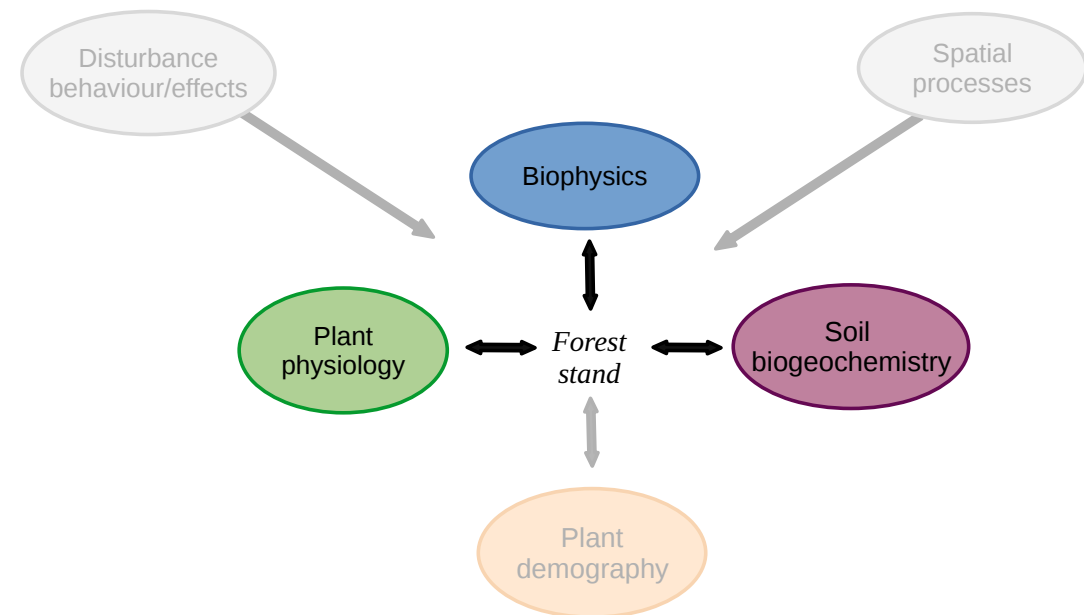 Disturbance
behaviour/effects
Spatial
processes
Biophysics
Plant
physiology
Forest
stand
Soil
biogeochemistry
Plant
demography